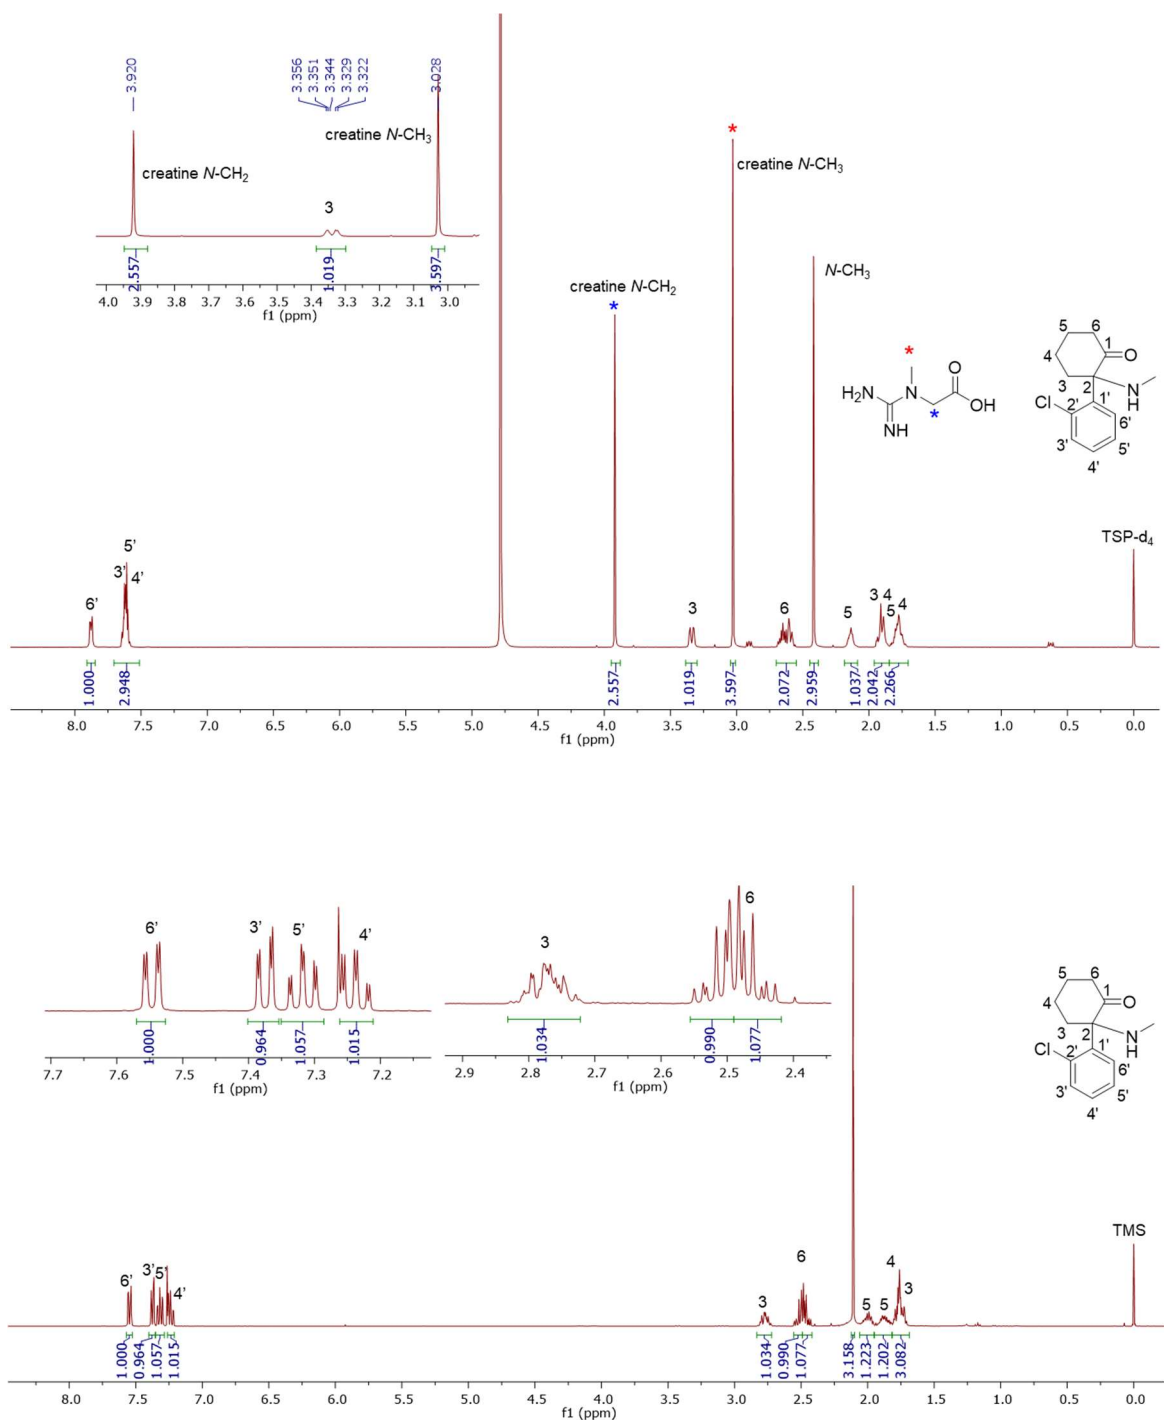 3.920
3.356
3.351
3.344
3.329
3.322
3.028
creatine N-CH3
creatine N-CH2
3
2.557
1.019
3.597
4.0 3.9 3.8 3.7 3.6 3.5 3.4 3.3 3.2 3.1 3.0
f1 (ppm)
*
creatine N-CH3
N-CH3
creatine N-CH2
*
*
H2N
N
O
OH
NH
*
5 6
4 1 O
3 2 N
H
Cl 2' 1'
6'
3' 5'
4'
TSP-d4
5'
3' 4'
6'
3
6
5
3 4
5 4
1.000
2.948
2.557
1.019
3.597
2.072
2.959
1.037
2.042
2.266
8.0 7.5 7.0 6.5 6.0 5.5 5.0 4.5 4.0 3.5 3.0 2.5 2.0 1.5 1.0 0.5 0.0
f1 (ppm)
6'
3'
5'
4'
1.000
0.964
1.057
1.015
7.7 7.6 7.5 7.4 7.3 7.2
f1 (ppm)
3
6
1.034
0.990
1.077
2.9 2.8 2.7 2.6 2.5 2.4
f1 (ppm)
5 6
4 1 O
3 2 N
H
Cl 2' 1'
6'
3' 5'
4'
TMS
6'
3' 5'
4'
3
6
5 5
4
3
1.000
0.964
1.057
1.015
1.034
0.990
1.077
3.158
1.223
1.202
3.082
8.0 7.5 7.0 6.5 6.0 5.5 5.0 4.5 4.0 3.5 3.0 2.5 2.0 1.5 1.0 0.5 0.0
f1 (ppm)